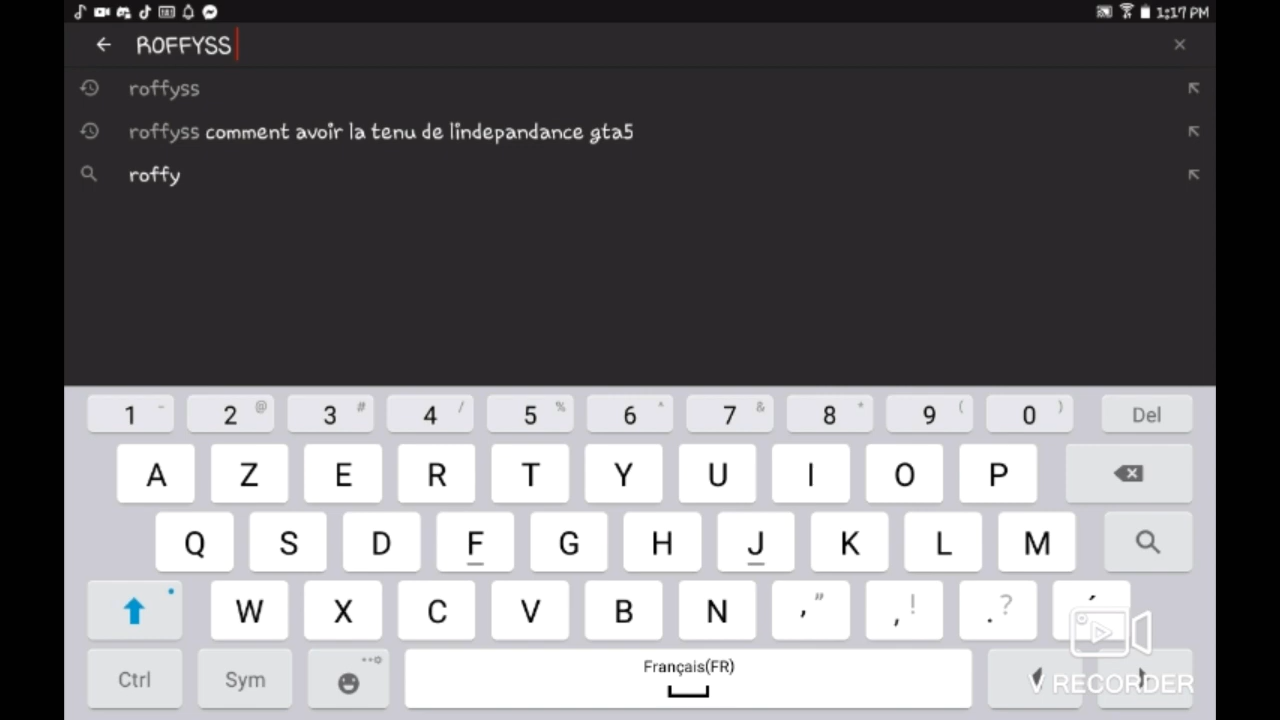 1:17 PM
ROFFYSS
roffyss
roffyss comment avoir la tenu de lindepandance gta5
roffy
1 - 2 @ 3 # 4 / 5 % 6 ^ 7 & 8 * 9 ( 0 ) Del
A Z E R T Y U I O P
Q S D F G H J K L M
W X C V B N , " , ! . ? ´
Ctrl Sym Français(FR)
V RECORDER